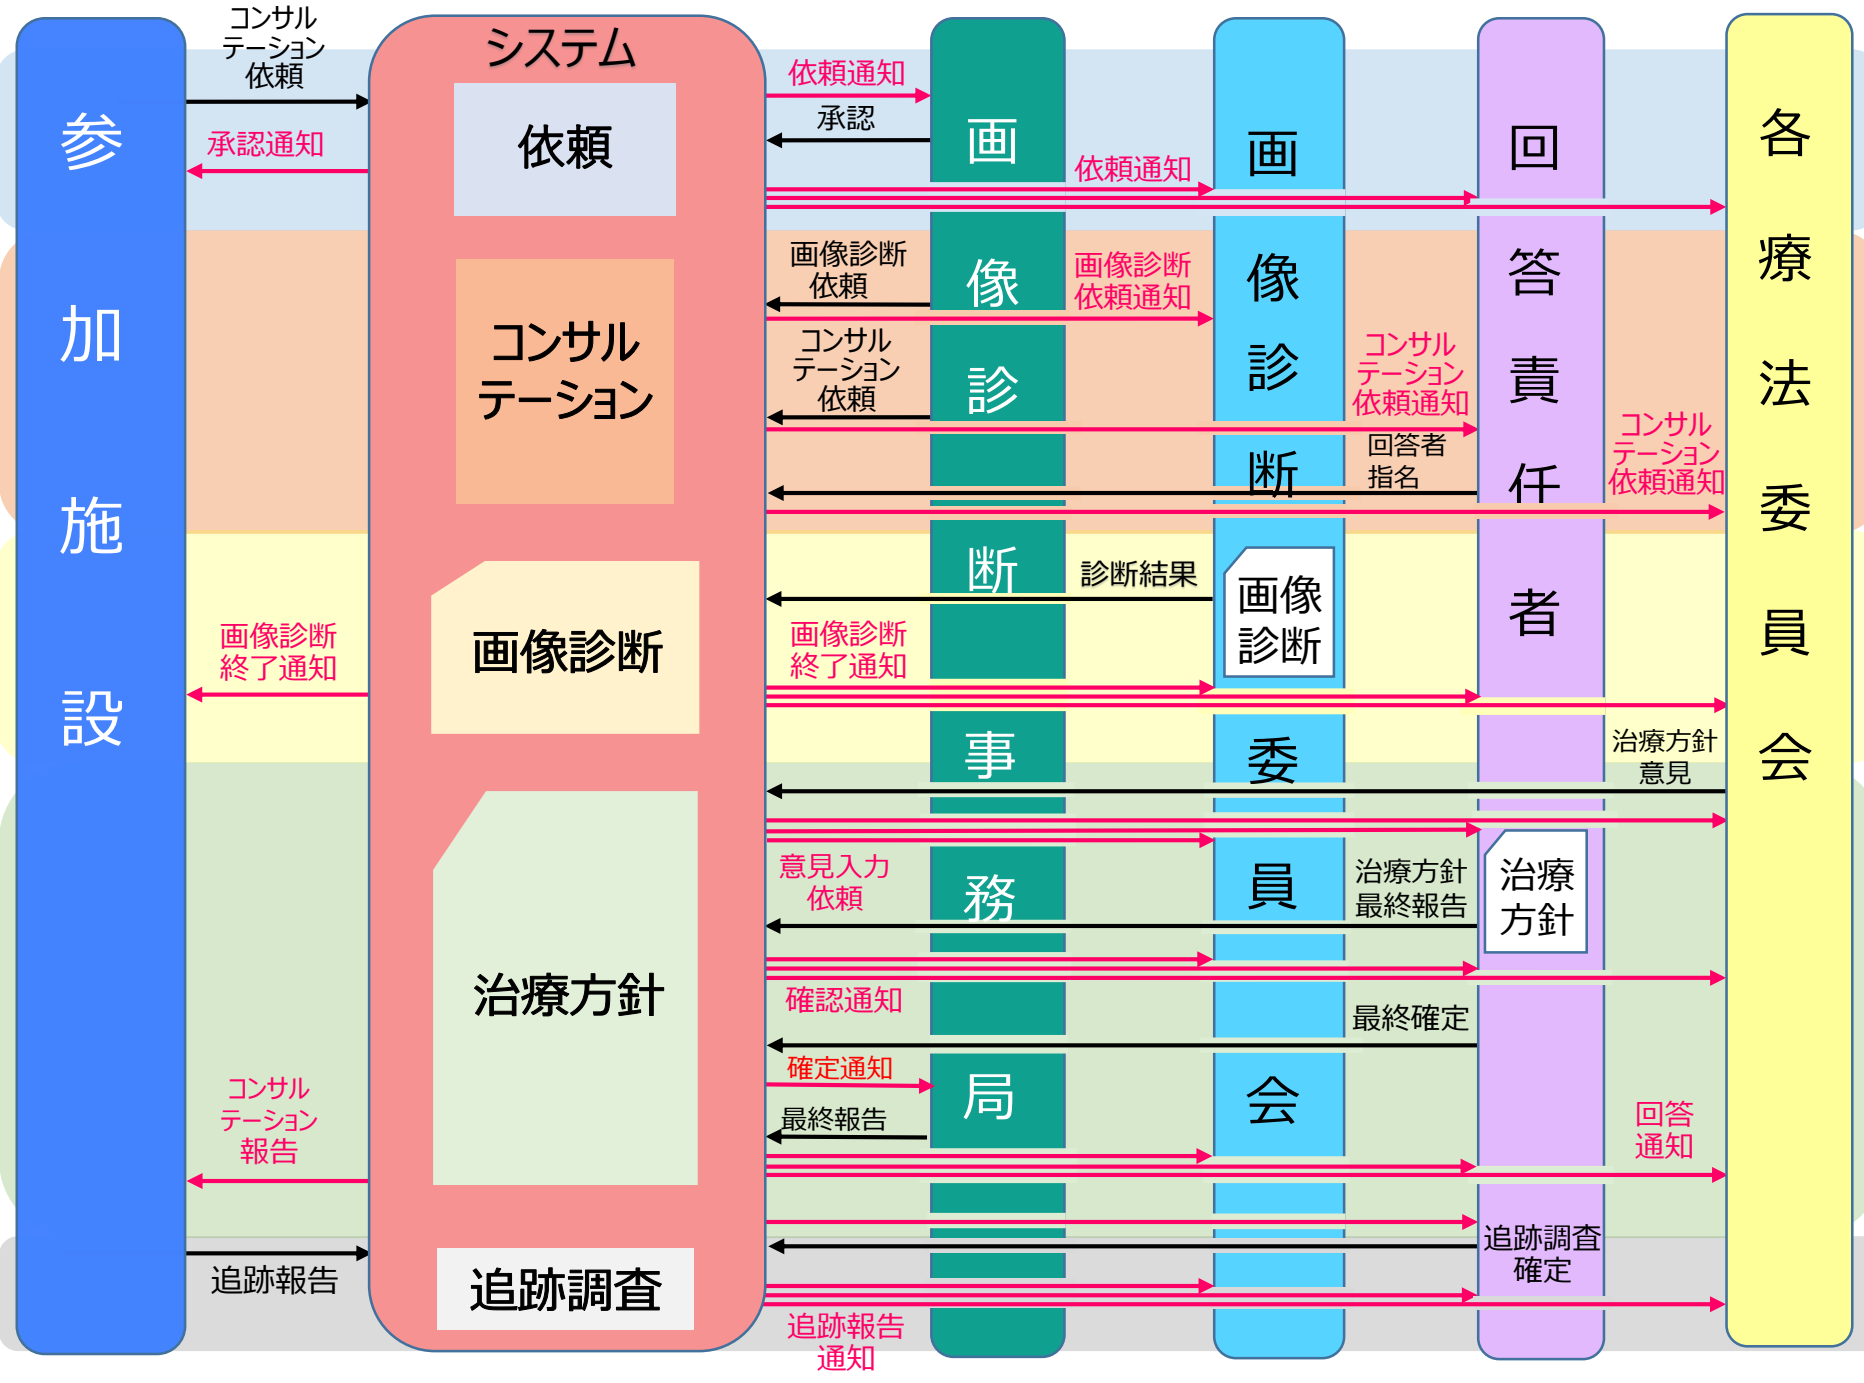 参加施設
コンサル
テーション
依頼
承認通知
画像診断
終了通知
コンサル
テーション
報告
追跡報告
システム
依頼
コンサル
テーション
画像診断
治療方針
追跡調査
依頼通知
承認
画像診断
依頼
コンサル
テーション
依頼
画像診断
終了通知
意見入力
依頼
確認通知
確定通知
最終報告
追跡報告
通知
画像診断事務局
依頼通知
画像診断
依頼通知
診断結果
画像診断委員会
画像
診断
コンサル
テーション
依頼通知
回答者
指名
治療方針
最終報告
最終確定
回答責任者
治療
方針
追跡調査
確定
コンサル
テーション
依頼通知
治療方針
意見
回答
通知
各療法委員会